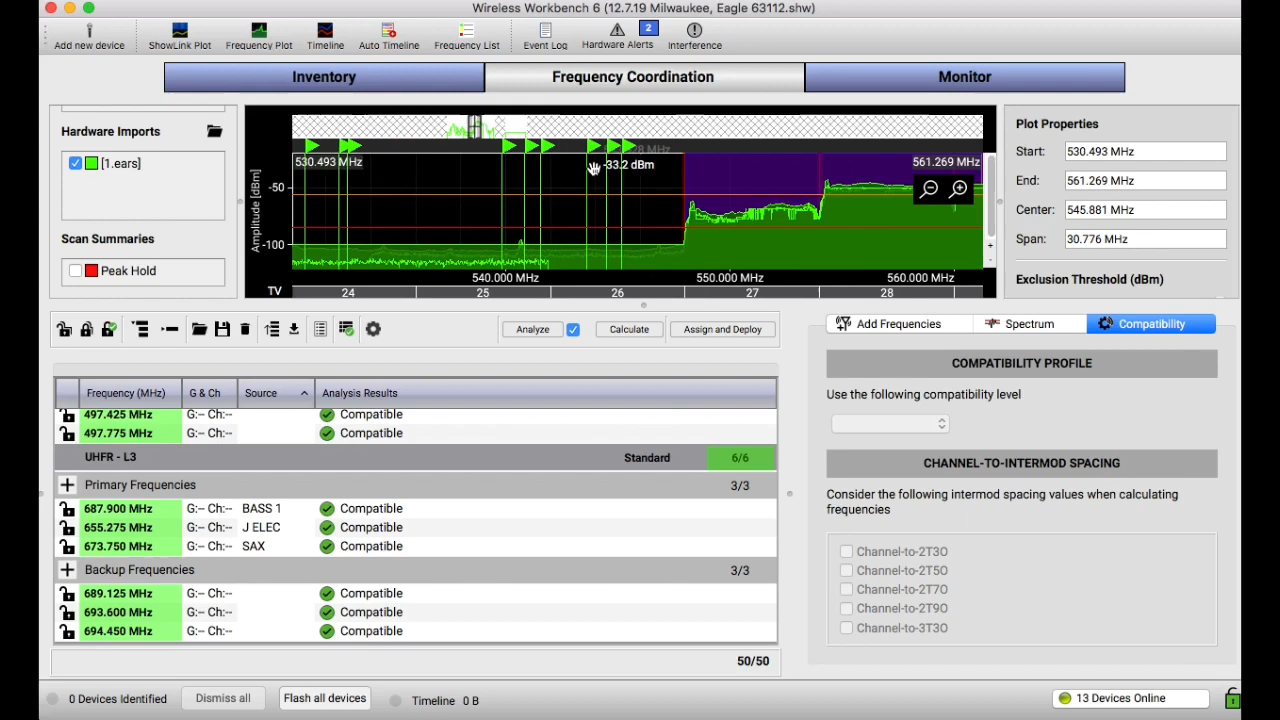 Wireless Workbench 6 (12.7.19 Milwaukee, Eagle 63112.shw)
Add new device
ShowLink Plot
Frequency Plot
Timeline
Auto Timeline
Frequency List
Event Log
Hardware Alerts
2
Interference
Inventory
Frequency Coordination
Monitor
Hardware Imports
[1.ears]
Scan Summaries
Peak Hold
530.493 MHz
-33.2 dBm
561.269 MHz
Amplitude [dBm]
-50
-100
540.000 MHz
550.000 MHz
560.000 MHz
TV
24
25
26
27
28
+
-
Plot Properties
Start:
530.493 MHz
End:
561.269 MHz
Center:
545.881 MHz
Span:
30.776 MHz
Exclusion Threshold (dBm)
Analyze
Calculate
Assign and Deploy
Add Frequencies
Spectrum
Compatibility
Frequency (MHz)
G & Ch
Source
Analysis Results
497.425 MHz G:-- Ch:-- Compatible
497.775 MHz G:-- Ch:-- Compatible
UHFR - L3 Standard 6/6
Primary Frequencies 3/3
687.900 MHz G:-- Ch:-- BASS 1 Compatible
655.275 MHz G:-- Ch:-- J ELEC Compatible
673.750 MHz G:-- Ch:-- SAX Compatible
Backup Frequencies 3/3
689.125 MHz G:-- Ch:-- Compatible
693.600 MHz G:-- Ch:-- Compatible
694.450 MHz G:-- Ch:-- Compatible
50/50
COMPATIBILITY PROFILE
Use the following compatibility level
CHANNEL-TO-INTERMOD SPACING
Consider the following intermod spacing values when calculating
frequencies
Channel-to-2T3O
Channel-to-2T5O
Channel-to-2T7O
Channel-to-2T9O
Channel-to-3T3O
0 Devices Identified
Dismiss all
Flash all devices
Timeline 0 B
13 Devices Online